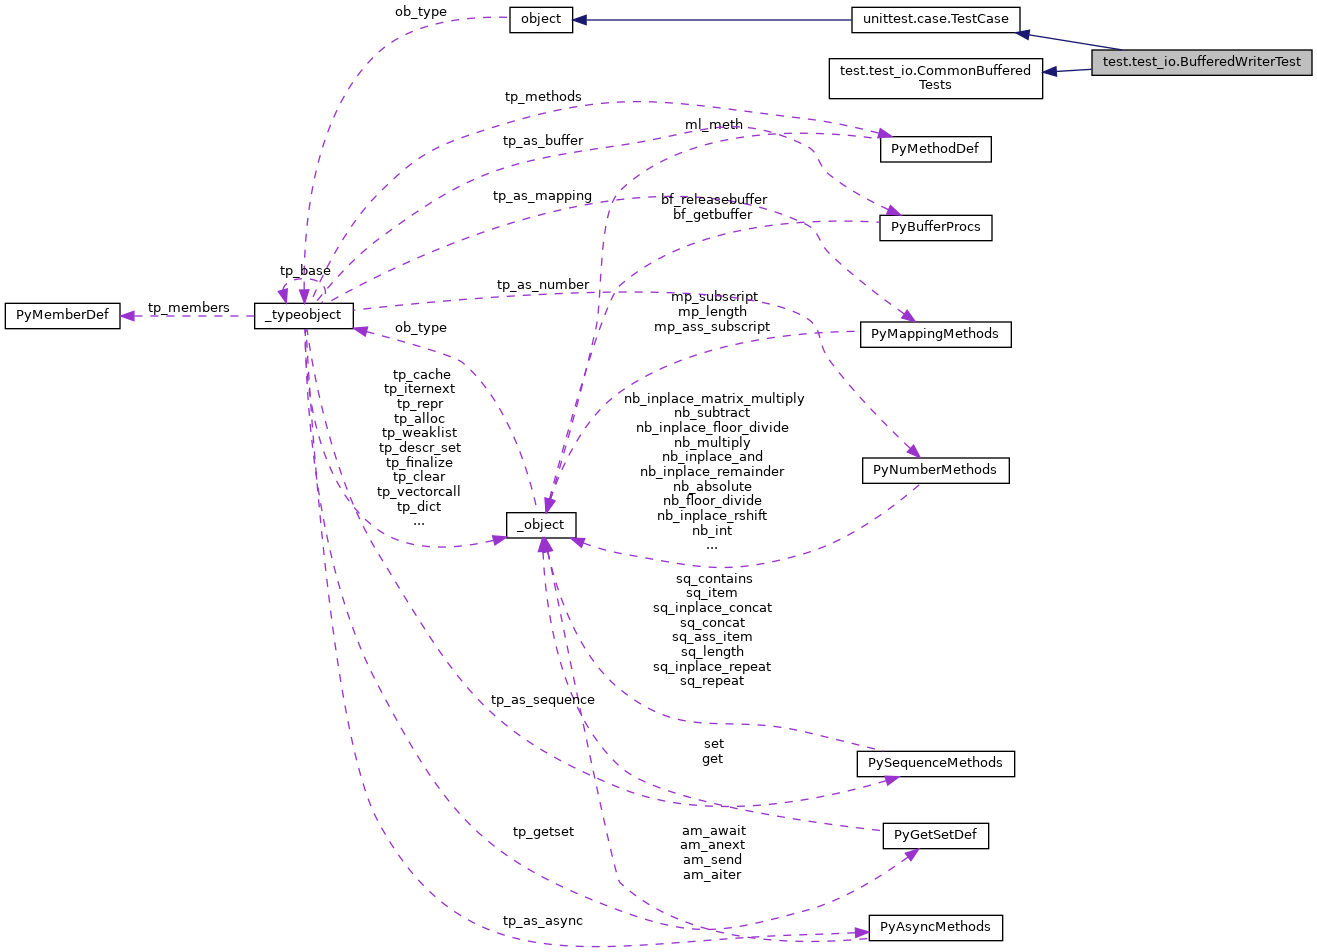 ob_type
object
unittest.case.TestCase
test.test_io.BufferedWriterTest
test.test_io.CommonBuffered
Tests
tp_methods
ml_meth
tp_as_buffer
PyMethodDef
tp_as_mapping
bf_releasebuffer
bf_getbuffer
PyBufferProcs
tp_base
tp_as_number
mp_subscript
mp_length
mp_ass_subscript
PyMemberDef
tp_members
_typeobject
ob_type
PyMappingMethods
tp_cache
tp_iternext
tp_repr
tp_alloc
tp_weaklist
tp_descr_set
tp_finalize
tp_clear
tp_vectorcall
tp_dict
...
nb_inplace_matrix_multiply
nb_subtract
nb_inplace_floor_divide
nb_multiply
nb_inplace_and
nb_inplace_remainder
nb_absolute
nb_floor_divide
nb_inplace_rshift
nb_int
...
PyNumberMethods
_object
sq_contains
sq_item
sq_inplace_concat
sq_concat
sq_ass_item
sq_length
sq_inplace_repeat
sq_repeat
tp_as_sequence
set
get
PySequenceMethods
tp_getset
am_await
am_anext
am_send
am_aiter
PyGetSetDef
tp_as_async
PyAsyncMethods